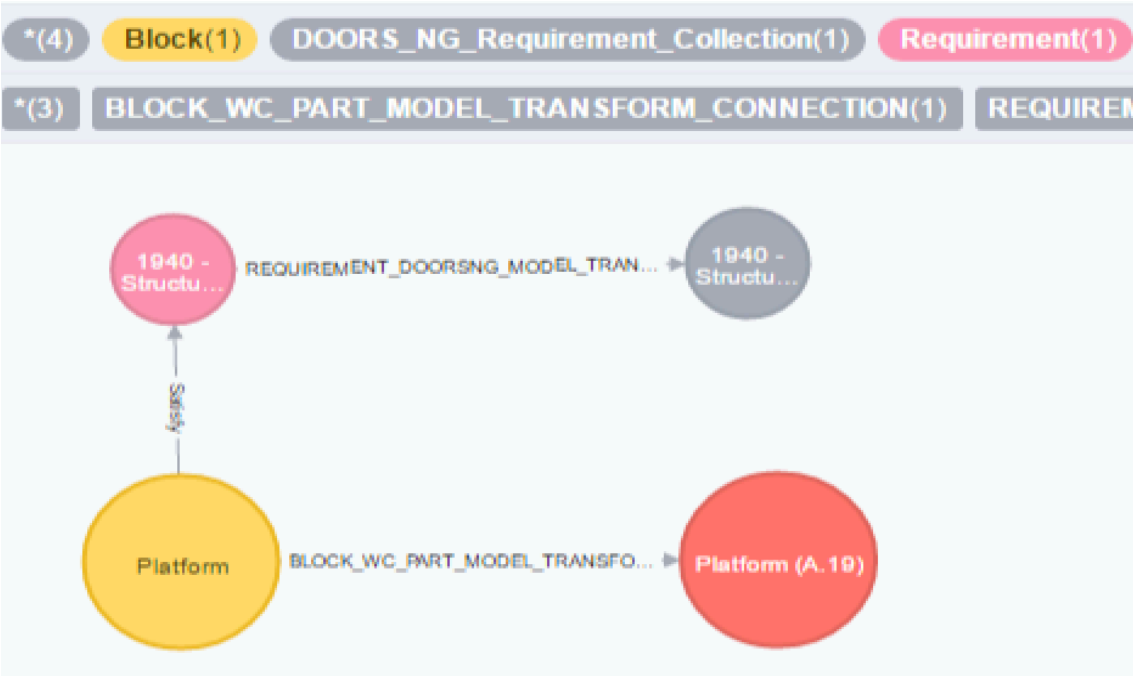 *(4) Block(1) DOORS_NG_Requirement_Collection(1) Requirement(1)
*(3) BLOCK_WC_PART_MODEL_TRANSFORM_CONNECTION(1) REQUIREM
1940 -
Structu...
REQUIREMENT_DOORSNG_MODEL_TRAN...
1940 -
Structu...
Satisfy
Platform
BLOCK_WC_PART_MODEL_TRANSFO...
Platform (A.19)